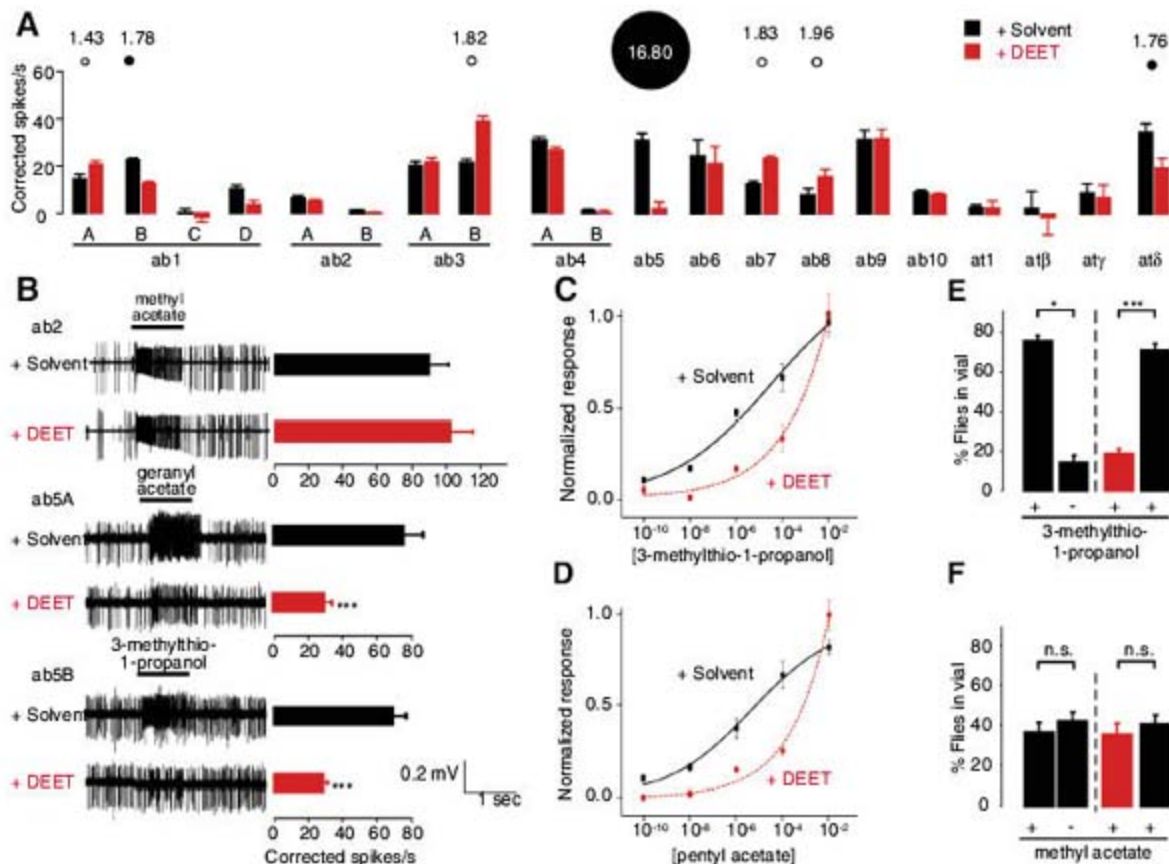 A
1.43 1.78 1.82 16.80 1.83 1.96 1.76
+ Solvent
+ DEET
Corrected spikes/s
60
40
20
0
A B C D A B A B A B
ab1 ab2 ab3 ab4 ab5 ab6 ab7 ab8 ab9 ab10 at1 atβ atγ atδ
B
methyl
acetate
ab2
+ Solvent
+ DEET
0 20 40 60 80 100 120
geranyl
acetate
ab5A
+ Solvent
+ DEET
***
0 20 40 60 80
3-methylthio-
1-propanol
ab5B
+ Solvent
+ DEET
***
0.2 mV
1 sec
0 20 40 60 80
Corrected spikes/s
C
Normalized response
1.0
0.5
0.0
+ Solvent
+ DEET
10-10 10-8 10-6 10-4 10-2
[3-methylthio-1-propanol]
D
Normalized response
1.0
0.5
0.0
+ Solvent
+ DEET
10-10 10-8 10-6 10-4 10-2
[pentyl acetate]
E
% Flies in vial
80
60
40
20
0
* ***
+ - + +
3-methylthio-
1-propanol
F
% Flies in vial
80
60
40
20
0
n.s. n.s.
+ - + +
methyl acetate